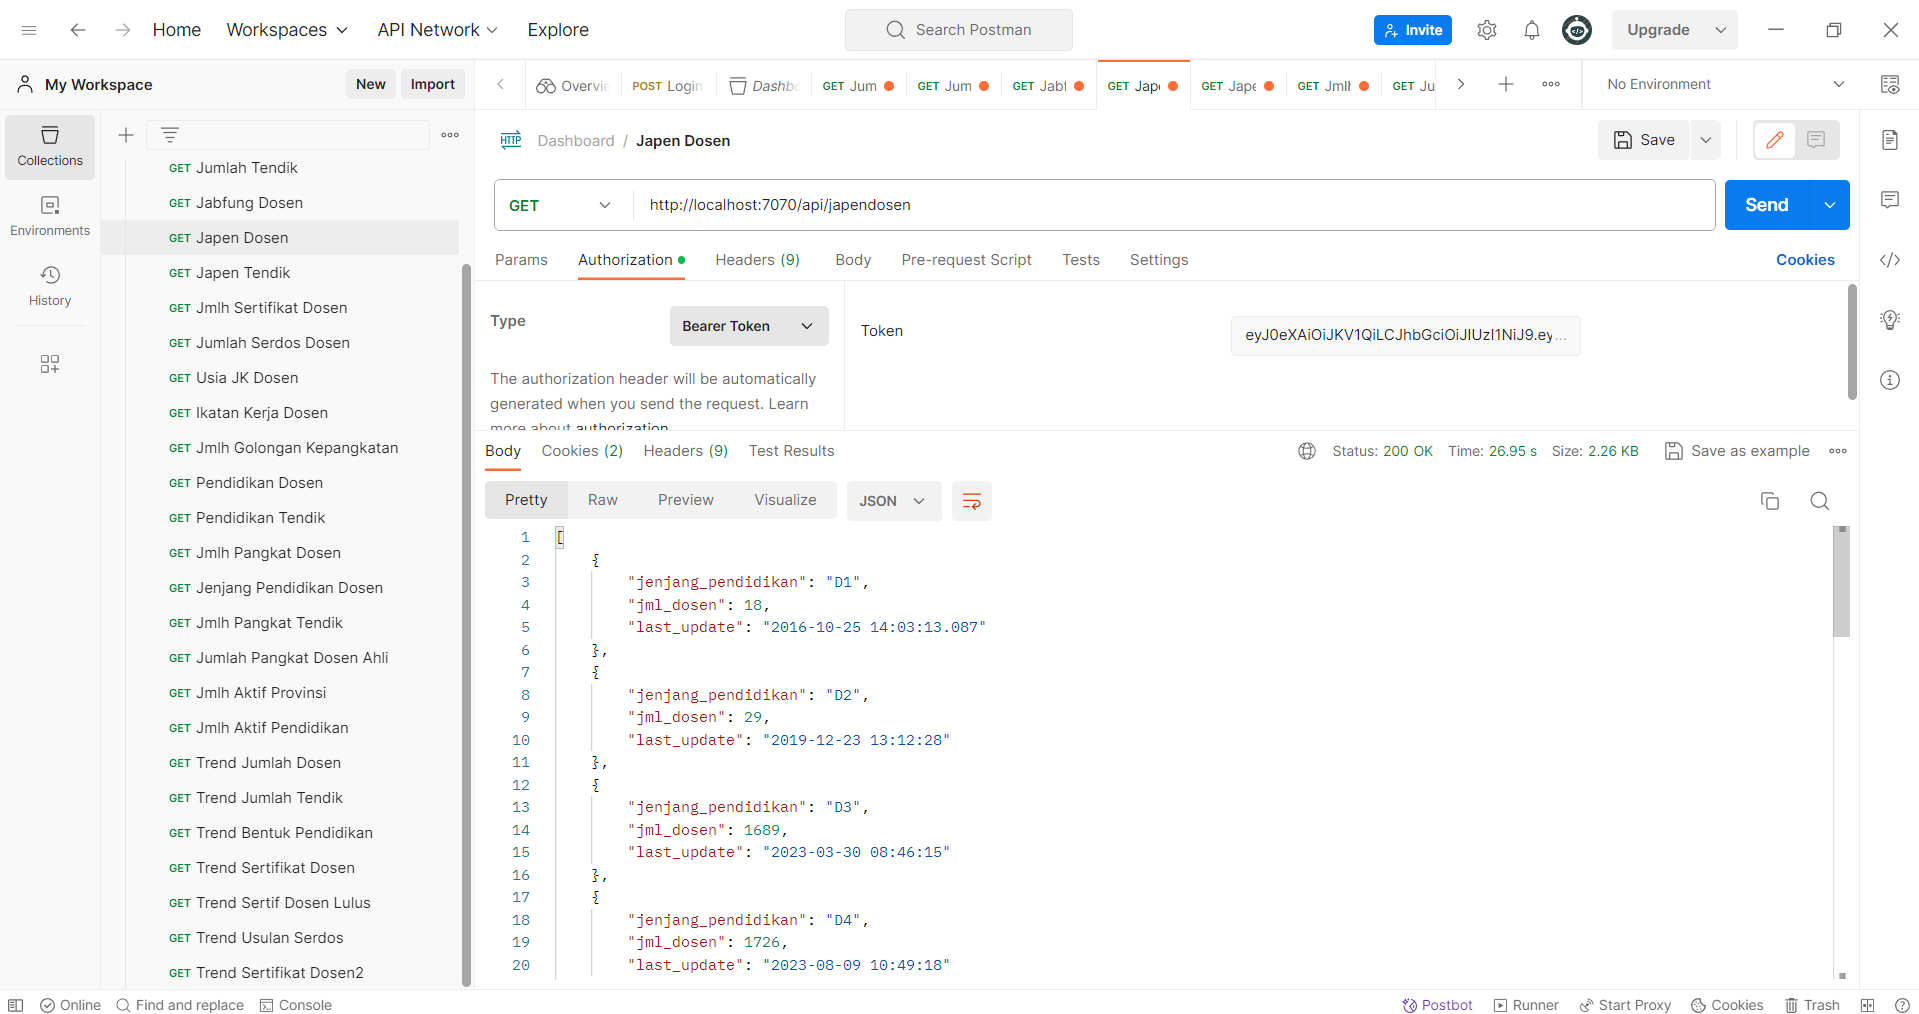 Home Workspaces API Network Explore Search Postman Invite Upgrade
My Workspace New Import
Overvie POST Login Dashbo GET Jum GET Jum GET Jabf GET Jap GET Jape GET Jmlh GET Ju No Environment
Collections
Environments
History
GET Jumlah Tendik
GET Jabfung Dosen
GET Japen Dosen
GET Japen Tendik
GET Jmlh Sertifikat Dosen
GET Jumlah Serdos Dosen
GET Usia JK Dosen
GET Ikatan Kerja Dosen
GET Jmlh Golongan Kepangkatan
GET Pendidikan Dosen
GET Pendidikan Tendik
GET Jmlh Pangkat Dosen
GET Jenjang Pendidikan Dosen
GET Jmlh Pangkat Tendik
GET Jumlah Pangkat Dosen Ahli
GET Jmlh Aktif Provinsi
GET Jmlh Aktif Pendidikan
GET Trend Jumlah Dosen
GET Trend Jumlah Tendik
GET Trend Bentuk Pendidikan
GET Trend Sertifikat Dosen
GET Trend Sertif Dosen Lulus
GET Trend Usulan Serdos
GET Trend Sertifikat Dosen2
HTTP Dashboard / Japen Dosen Save
GET http://localhost:7070/api/japendosen Send
Params Authorization Headers (9) Body Pre-request Script Tests Settings Cookies
Type Bearer Token
The authorization header will be automatically
generated when you send the request. Learn
more about authorization
Token eyJ0eXAiOiJKV1QiLCJhbGciOiJIUzI1NiJ9.ey...
Body Cookies (2) Headers (9) Test Results Status: 200 OK Time: 26.95 s Size: 2.26 KB Save as example
Pretty Raw Preview Visualize JSON
1 [
2 {
3 "jenjang_pendidikan": "D1",
4 "jml_dosen": 18,
5 "last_update": "2016-10-25 14:03:13.087"
6 },
7 {
8 "jenjang_pendidikan": "D2",
9 "jml_dosen": 29,
10 "last_update": "2019-12-23 13:12:28"
11 },
12 {
13 "jenjang_pendidikan": "D3",
14 "jml_dosen": 1689,
15 "last_update": "2023-03-30 08:46:15"
16 },
17 {
18 "jenjang_pendidikan": "D4",
19 "jml_dosen": 1726,
20 "last_update": "2023-08-09 10:49:18"
Online Find and replace Console Postbot Runner Start Proxy Cookies Trash